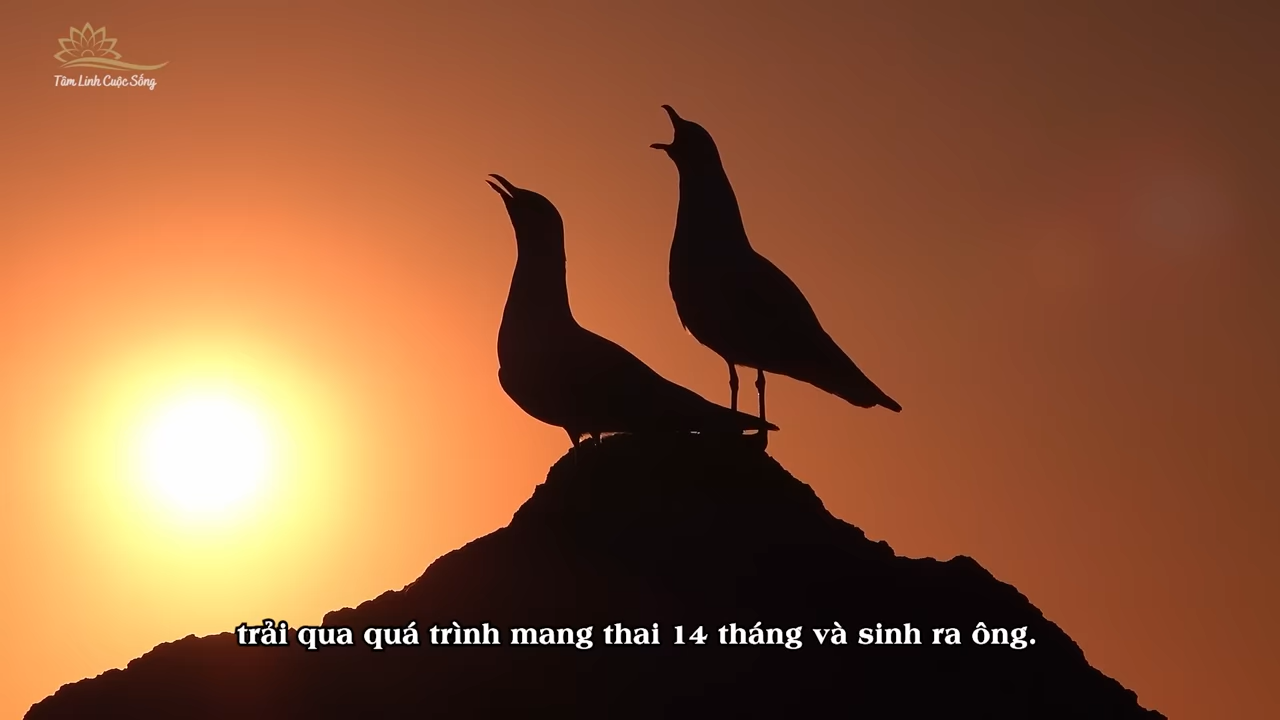 Tâm Linh Cuộc Sống
trải qua quá trình mang thai 14 tháng và sinh ra ông.